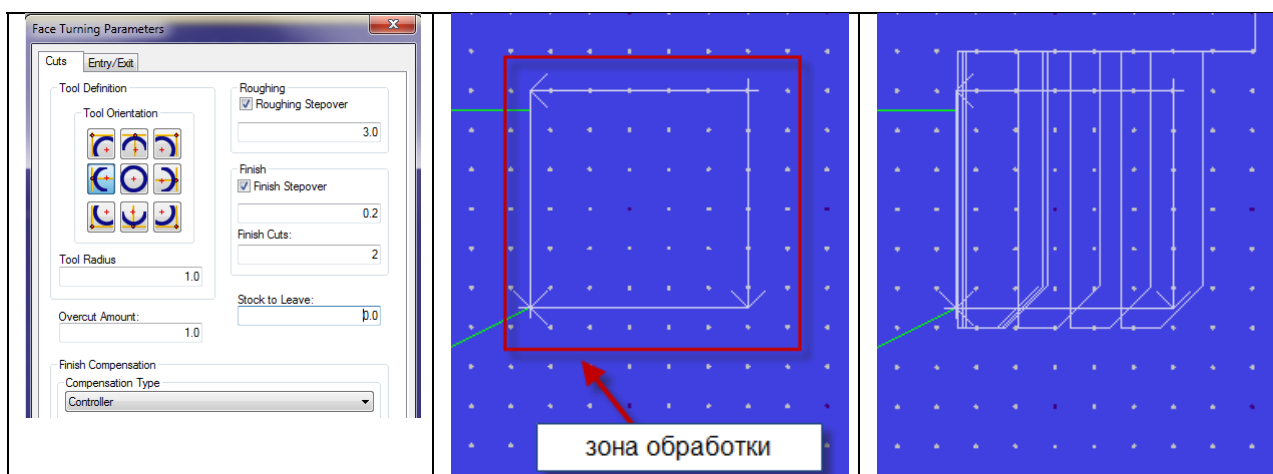 Face Turning Parameters
Cuts
Entry/Exit
Tool Definition
Tool Orientation
Tool Radius
1.0
Overcut Amount:
1.0
Roughing
Roughing Stepover
3.0
Finish
Finish Stepover
0.2
Finish Cuts:
2
Stock to Leave:
0.0
Finish Compensation
Compensation Type
Controller
зона обработки